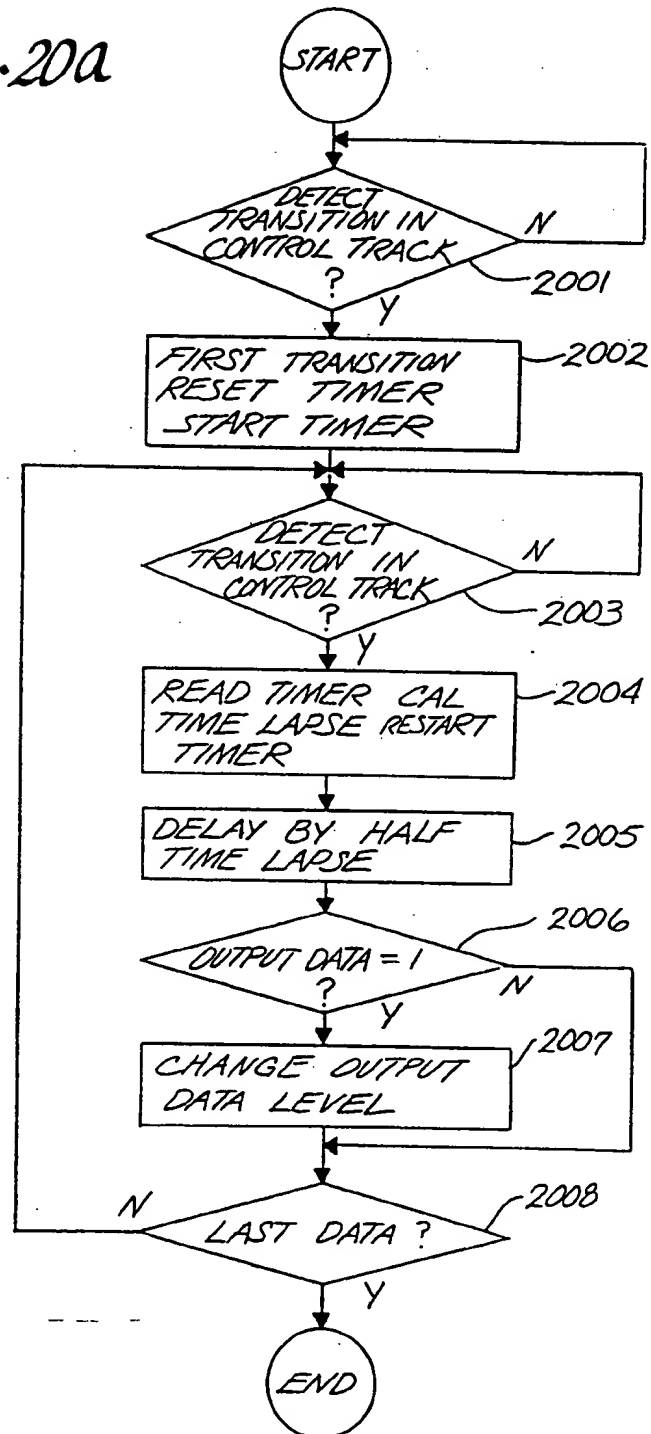 .20a
START
DETECT
TRANSITION IN
CONTROL TRACK
?
N
2001
Y
FIRST TRANSITION
RESET TIMER
START TIMER
2002
DETECT
TRANSITION IN
CONTROL TRACK
?
N
2003
Y
READ TIMER CAL
TIME LAPSE RESTART
TIMER
2004
DELAY BY HALF
TIME LAPSE
2005
2006
OUTPUT DATA = 1
?
N
Y
CHANGE OUTPUT
DATA LEVEL
2007
N
LAST DATA ?
2008
Y
END